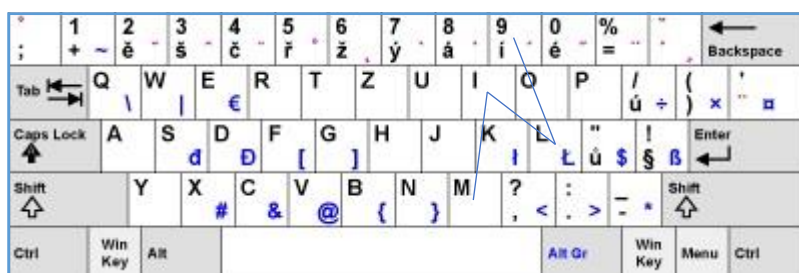 ° 1 2 3 4 5 6 7 8 9 0 % ˇ Backspace
; + ~ ě ˇ š ^ č ˘ ř ° ž ˛ ý ` á ˙ í ´ é ˝ = ¨ ´ ¸
Tab Q \ W | E € R T Z U I O P / ú ÷ ( ) × ' ¨ ¤
Caps Lock A S đ D Đ F [ G ] H J K ł L Ł " ů $ ! § ß Enter
Shift Y X # C & V @ B { N } M ? , < : . > _ - * Shift
Ctrl Win Key Alt Alt Gr Win Key Menu Ctrl